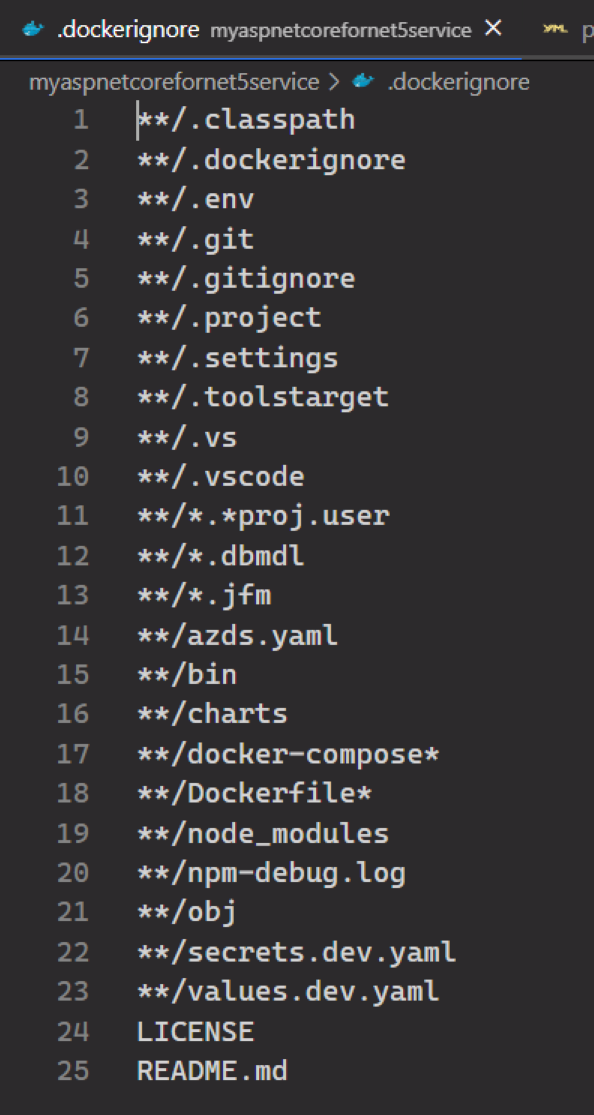 .dockerignore myaspnetcorefornet5service × YML p
myaspnetcorefornet5service > .dockerignore
1 **/.classpath
2 **/.dockerignore
3 **/.env
4 **/.git
5 **/.gitignore
6 **/.project
7 **/.settings
8 **/.toolstarget
9 **/.vs
10 **/.vscode
11 **/*.*proj.user
12 **/*.dbmdl
13 **/*.jfm
14 **/azds.yaml
15 **/bin
16 **/charts
17 **/docker-compose*
18 **/Dockerfile*
19 **/node_modules
20 **/npm-debug.log
21 **/obj
22 **/secrets.dev.yaml
23 **/values.dev.yaml
24 LICENSE
25 README.md